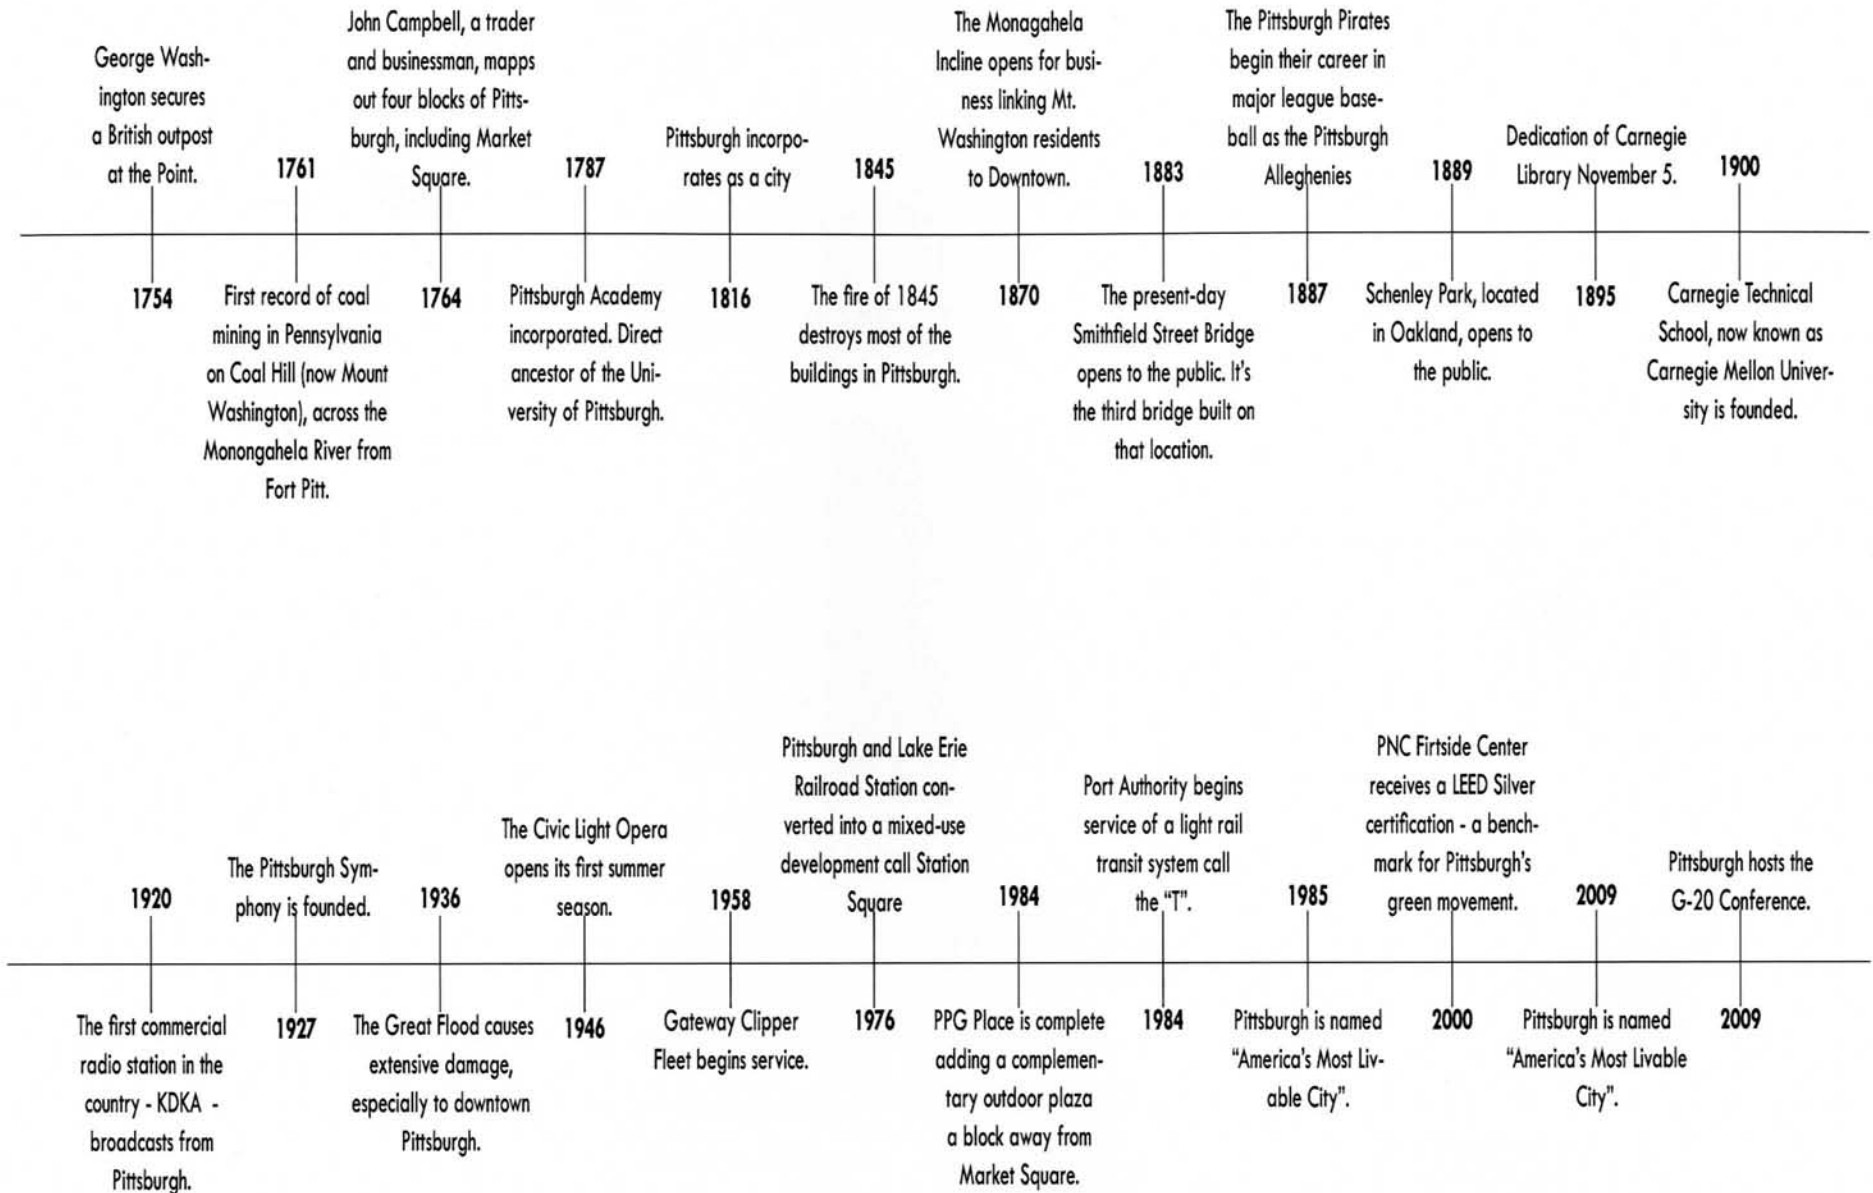 George Wash-
ington secures
a British outpost
at the Point.
1754
1761
First record of coal
mining in Pennsylvania
on Coal Hill (now Mount
Washington), across the
Monongahela River from
Fort Pitt.
John Campbell, a trader
and businessman, mapps
out four blocks of Pitts-
burgh, including Market
Square.
1764
1787
Pittsburgh Academy
incorporated. Direct
ancestor of the Uni-
versity of Pittsburgh.
Pittsburgh incorpo-
rates as a city
1816
1845
The fire of 1845
destroys most of the
buildings in Pittsburgh.
The Monagahela
Incline opens for busi-
ness linking Mt.
Washington residents
to Downtown.
1870
1883
The present-day
Smithfield Street Bridge
opens to the public. It's
the third bridge built on
that location.
The Pittsburgh Pirates
begin their career in
major league base-
ball as the Pittsburgh
Alleghenies
1887
1889
Schenley Park, located
in Oakland, opens to
the public.
Dedication of Carnegie
Library November 5.
1895
1900
Carnegie Technical
School, now known as
Carnegie Mellon Univer-
sity is founded.
1920
The first commercial
radio station in the
country - KDKA -
broadcasts from
Pittsburgh.
The Pittsburgh Sym-
phony is founded.
1927
1936
The Great Flood causes
extensive damage,
especially to downtown
Pittsburgh.
The Civic Light Opera
opens its first summer
season.
1946
1958
Gateway Clipper
Fleet begins service.
Pittsburgh and Lake Erie
Railroad Station con-
verted into a mixed-use
development call Station
Square
1976
1984
PPG Place is complete
adding a complemen-
tary outdoor plaza
a block away from
Market Square.
Port Authority begins
service of a light rail
transit system call
the “T”.
1984
1985
Pittsburgh is named
“America's Most Liv-
able City”.
PNC Firtside Center
receives a LEED Silver
certification - a bench-
mark for Pittsburgh's
green movement.
2000
2009
Pittsburgh is named
“America's Most Livable
City”.
Pittsburgh hosts the
G-20 Conference.
2009